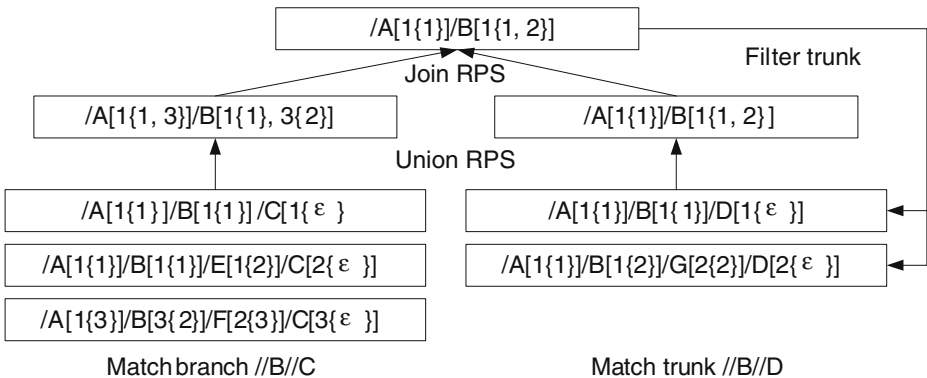 /A[1{1}]/B[1{1, 2}]
Join RPS
Filter trunk
/A[1{1, 3}]/B[1{1}, 3{2}]
/A[1{1}]/B[1{1, 2}]
Union RPS
/A[1{1}]/B[1{1}]/C[1{ε }
/A[1{1}]/B[1{1}]/D[1{ε }]
/A[1{1}]/B[1{1}]/E[1{2}]/C[2{ε }]
/A[1{1}]/B[1{2}]/G[2{2}]/D[2{ε }]
/A[1{3}]/B[3{2}]/F[2{3}]/C[3{ε }]
Match branch //B//C
Match trunk //B//D